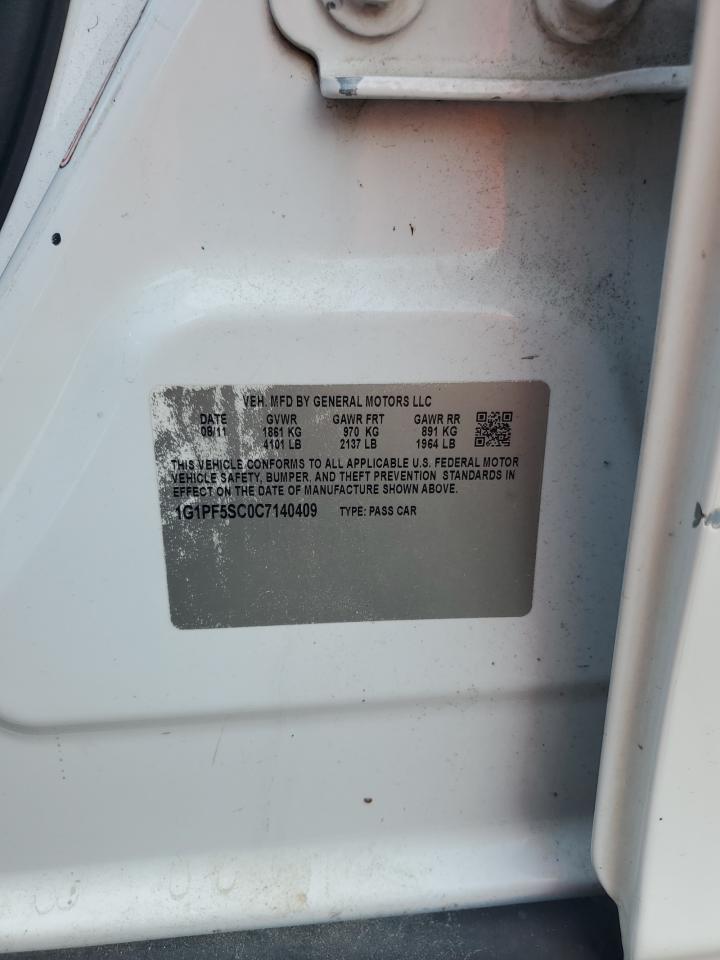 VEH. MFD BY GENERAL MOTORS LLC
DATE GVWR GAWR FRT GAWR RR
08/11 1861 KG 970 KG 891 KG
4101 LB 2137 LB 1964 LB
THIS VEHICLE CONFORMS TO ALL APPLICABLE U.S. FEDERAL MOTOR
VEHICLE SAFETY, BUMPER, AND THEFT PREVENTION STANDARDS IN
EFFECT ON THE DATE OF MANUFACTURE SHOWN ABOVE.
1G1PF5SC0C7140409 TYPE: PASS CAR